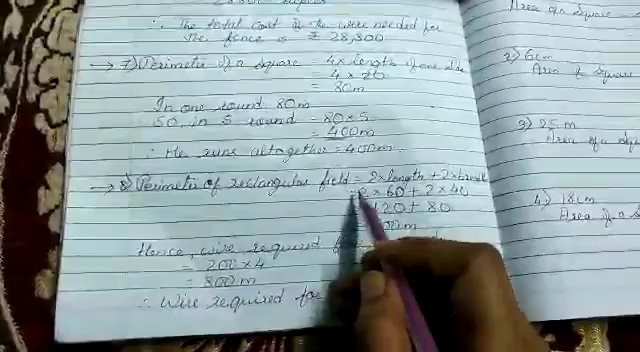 ∴ The total cost of the wire needed for
the fence is ₹ 28,800
→ 7) Perimeter of a square = 4 × length of one side
= 4 × 20
= 80m
In one round 80m
SO, in 5 round = 80 × 5
= 400m
∴ He runs altogether = 400m.
→ 8) Perimeter of rectangular field = 2 × length + 2 ×
= 2 × 60 + 2 × 40
120 + 80
Hence, wire required
= 200 × 4
= 800m
∴ Wire required for
Area of a square
2) 6cm
Area of Square
3) 25 m
Area of a
4) 18cm
Area of a